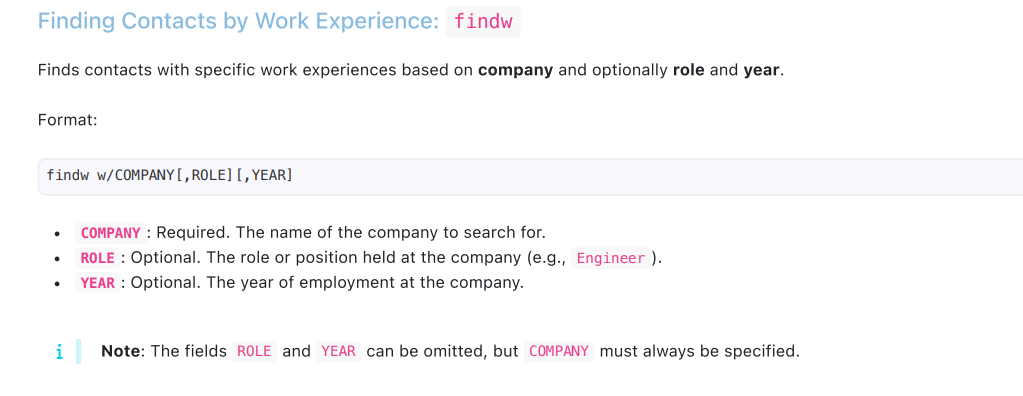 Finding Contacts by Work Experience: findw
Finds contacts with specific work experiences based on company and optionally role and year.
Format:
findw w/COMPANY[,ROLE][,YEAR]
• COMPANY : Required. The name of the company to search for.
• ROLE : Optional. The role or position held at the company (e.g., Engineer ).
• YEAR : Optional. The year of employment at the company.
i Note: The fields ROLE and YEAR can be omitted, but COMPANY must always be specified.